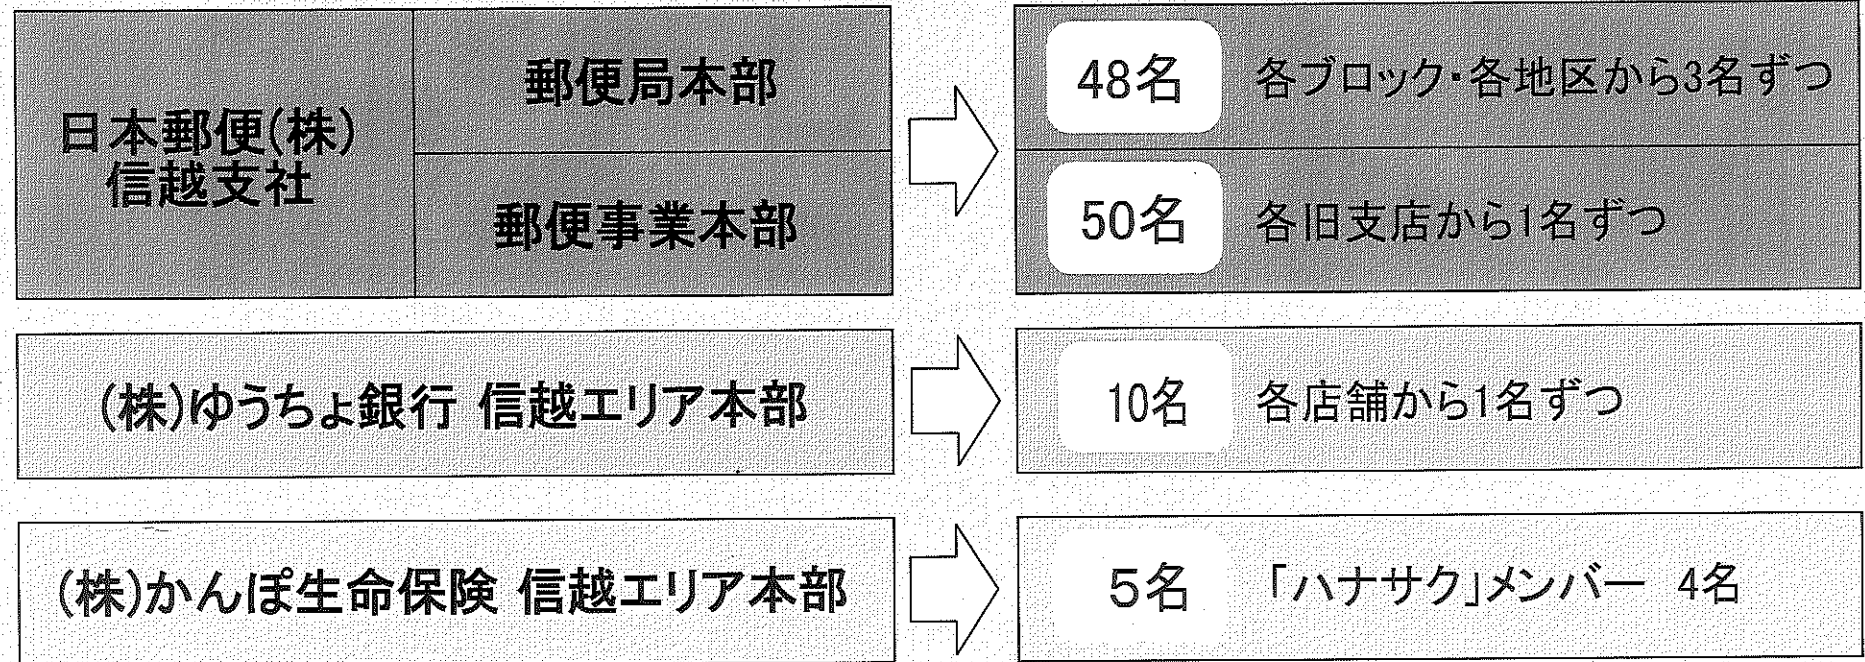 日本郵便(株)
信越支社
郵便局本部
48名 各ブロック・各地区から3名ずつ
郵便事業本部
50名 各旧支店から1名ずつ
(株)ゆうちょ銀行 信越エリア本部
10名 各店舗から1名ずつ
(株)かんぽ生命保険 信越エリア本部
5名 「ハナサク」メンバー 4名